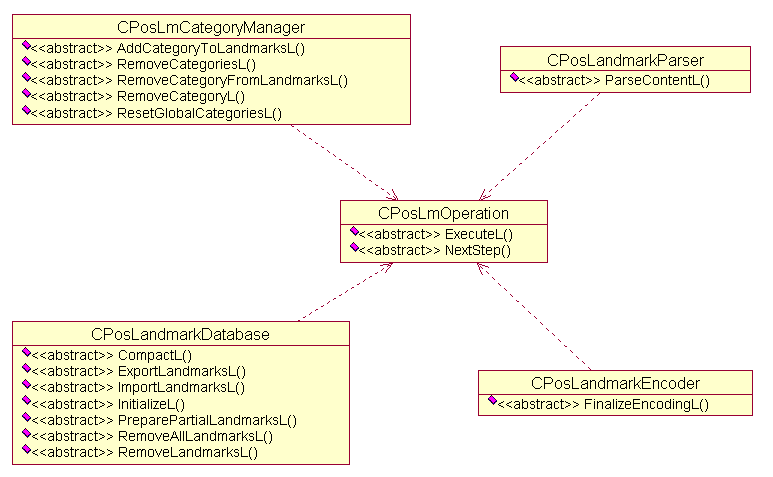 CPosLmCategoryManager
<<abstract>> AddCategoryToLandmarksL()
<<abstract>> RemoveCategoriesL()
<<abstract>> RemoveCategoryFromLandmarksL()
<<abstract>> RemoveCategoryL()
<<abstract>> ResetGlobalCategoriesL()
CPosLandmarkParser
<<abstract>> ParseContentL()
CPosLmOperation
<<abstract>> ExecuteL()
<<abstract>> NextStep()
CPosLandmarkDatabase
<<abstract>> CompactL()
<<abstract>> ExportLandmarksL()
<<abstract>> ImportLandmarksL()
<<abstract>> InitializeL()
<<abstract>> PreparePartialLandmarksL()
<<abstract>> RemoveAllLandmarksL()
<<abstract>> RemoveLandmarksL()
CPosLandmarkEncoder
<<abstract>> FinalizeEncodingL()